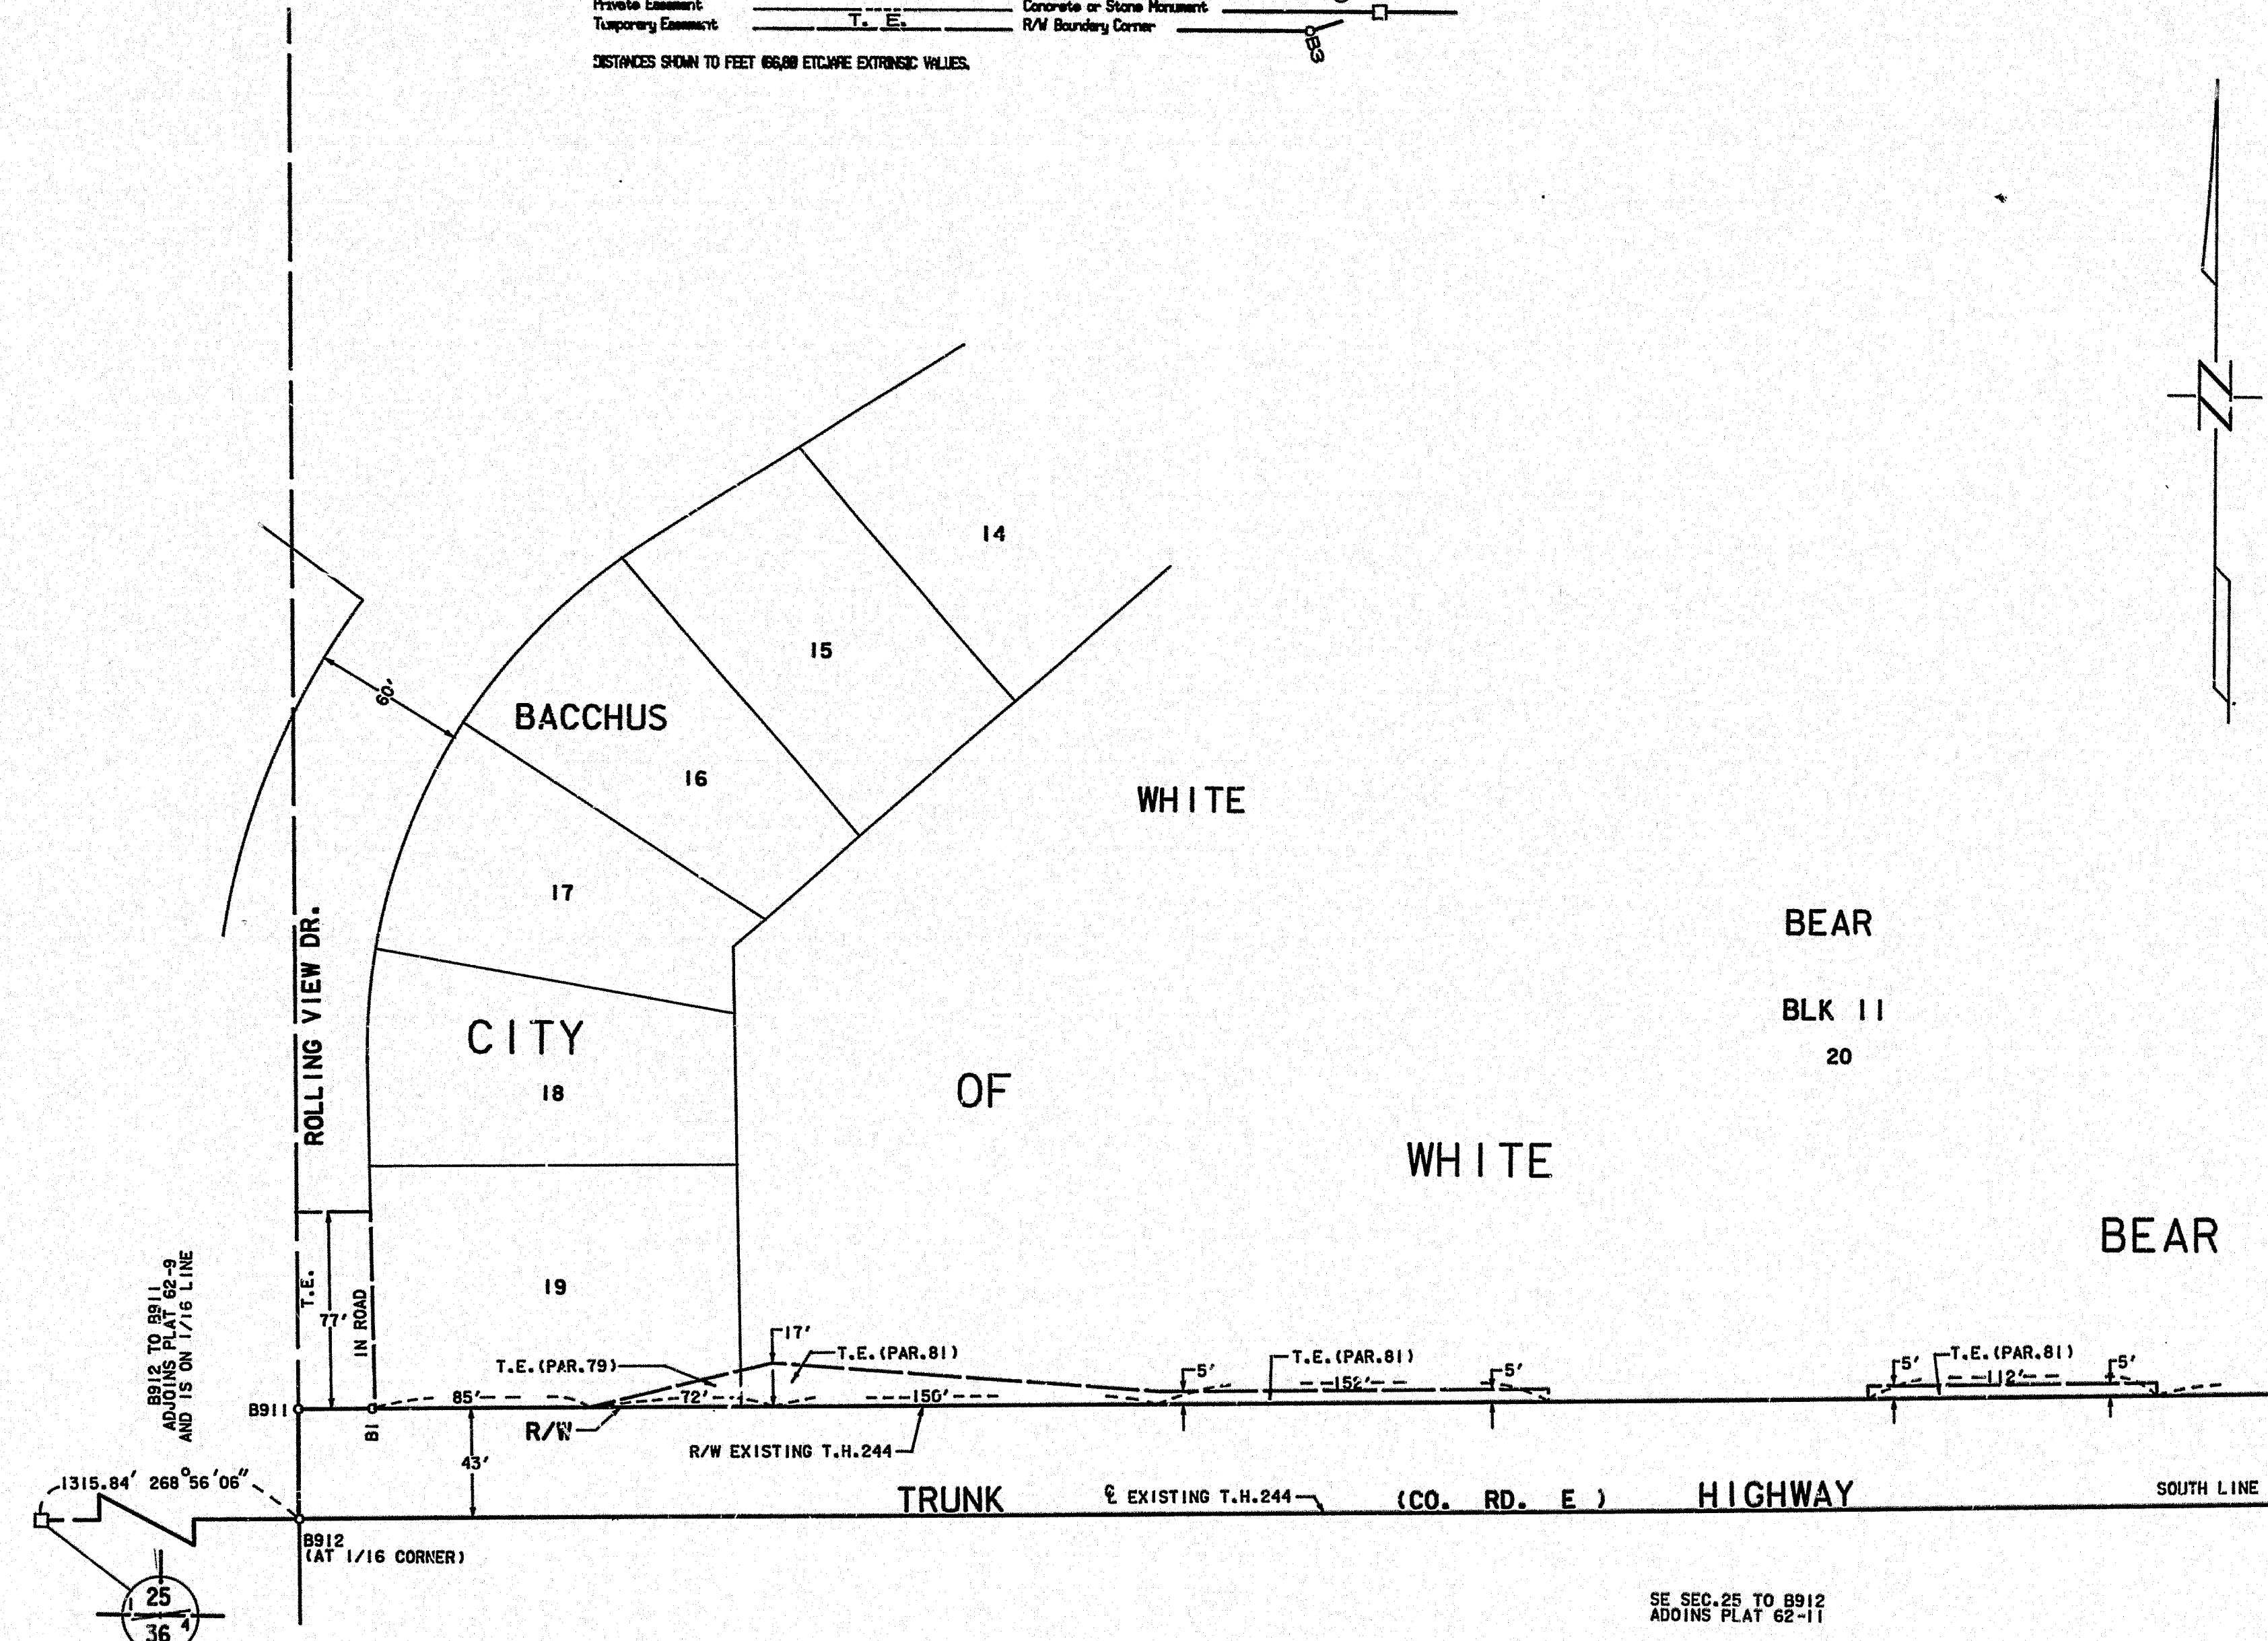 Private Easement
Concrete or Stone Monument
Temporary Easement
T. E.
R/W Boundary Corner
B3
DISTANCES SHOWN TO FEET ARE EXTRINSIC VALUES.
14
15
60'
BACCHUS
16
WHITE
17
BEAR
BLK 11
20
ROLLING VIEW DR.
CITY
18
OF
WHITE
BEAR
19
T.E.
77'
IN ROAD
B912 TO B911
ADJOINS PLAT 62-9
AND IS ON 1/16 LINE
17'
T.E.(PAR.79)
T.E.(PAR.81)
5'
T.E.(PAR.81)
5'
5'
T.E.(PAR.81)
5'
85'
72'
150'
152'
112'
B911
B1
R/W
43'
R/W EXISTING T.H.244
1315.84' 268°56'06"
TRUNK
℄ EXISTING T.H.244
(CO. RD. E )
HIGHWAY
SOUTH LINE
B912
(AT 1/16 CORNER)
25
1
36
4
SE SEC.25 TO B912
ADOINS PLAT 62-11
N